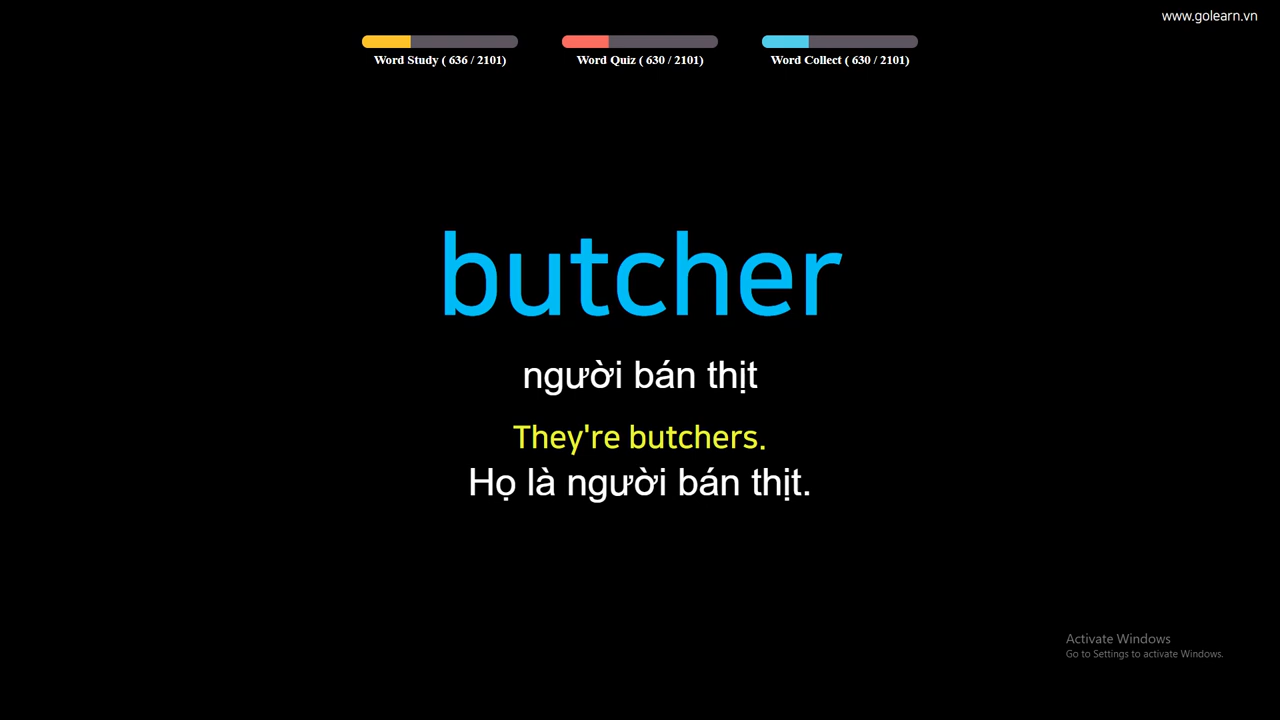 www.golearn.vn
Word Study ( 636 / 2101)
Word Quiz ( 630 / 2101)
Word Collect ( 630 / 2101)
butcher
người bán thịt
They're butchers.
Họ là người bán thịt.
Activate Windows
Go to Settings to activate Windows.